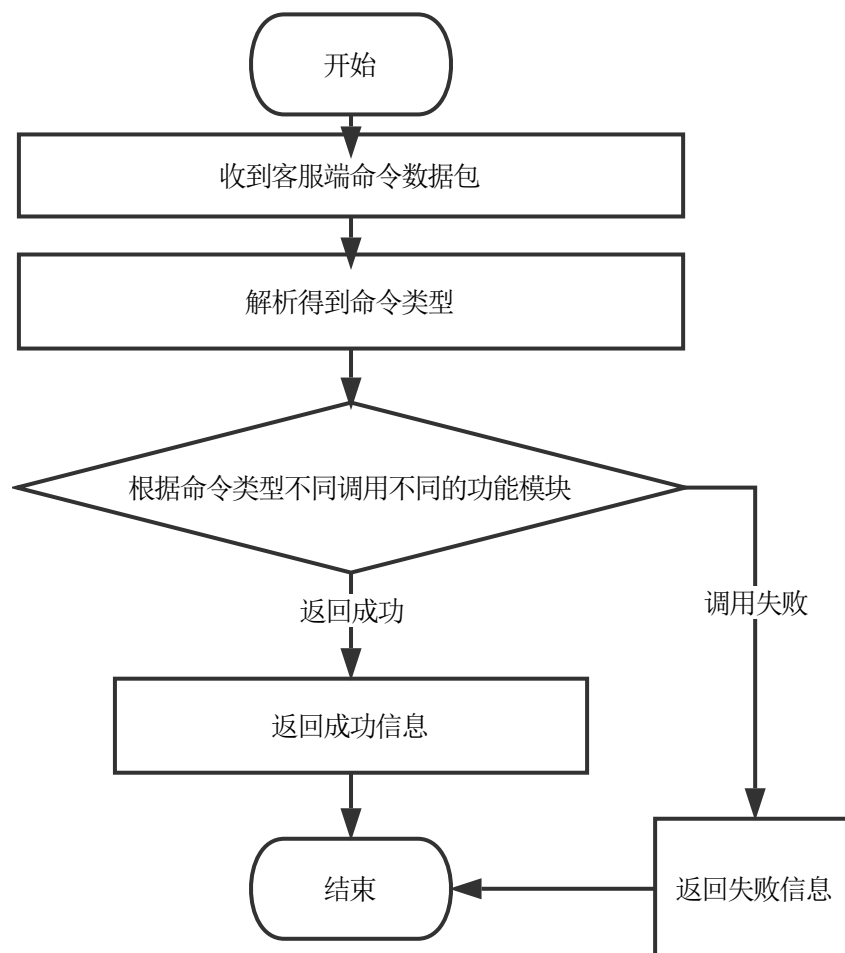 开始
收到客服端命令数据包
解析得到命令类型
根据命令类型不同调用不同的功能模块
返回成功
调用失败
返回成功信息
结束
返回失败信息